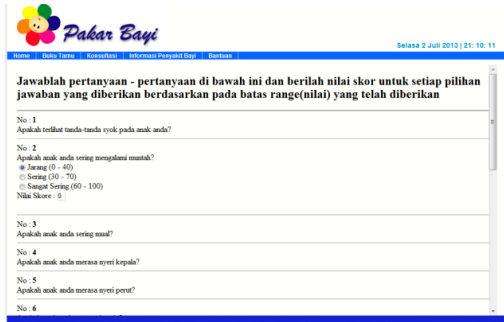 Pakar Bayi
Selasa 2 Juli 2013 | 21: 10: 11
Home | Buku Tamu | Konsultasi | Informasi Penyakit Bayi | Bantuan |
Jawablah pertanyaan - pertanyaan di bawah ini dan berilah nilai skor untuk setiap pilihan
jawaban yang diberikan berdasarkan pada batas range(nilai) yang telah diberikan
No : 1
Apakah terlihat tanda-tanda syok pada anak anda?
No : 2
Apakah anak anda sering mengalami muntah?
Jarang (0 - 40)
Sering (30 - 70)
Sangat Sering (60 - 100)
Nilai Skore : 0
No : 3
Apakah anak anda sering mual?
No : 4
Apakah anak anda merasa nyeri kepala?
No : 5
Apakah anak anda merasa nyeri perut?
No : 6